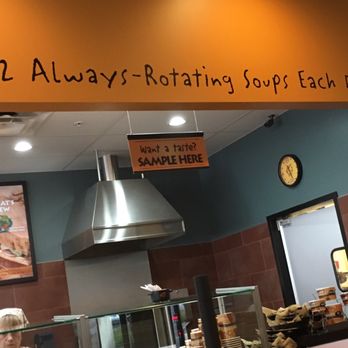 2 Always-Rotating Soups Each
Want a taste?
SAMPLE HERE